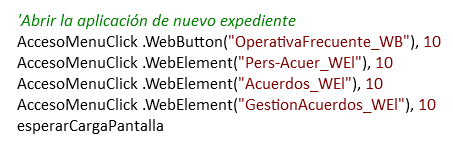 'Abrir la aplicación de nuevo expediente
AccesoMenuClick .WebButton("OperativaFrecuente_WB"), 10
AccesoMenuClick .WebElement("Pers-Acuer_WEl"), 10
AccesoMenuClick .WebElement("Acuerdos_WEl"), 10
AccesoMenuClick .WebElement("GestionAcuerdos_WEl"), 10
esperarCargaPantalla